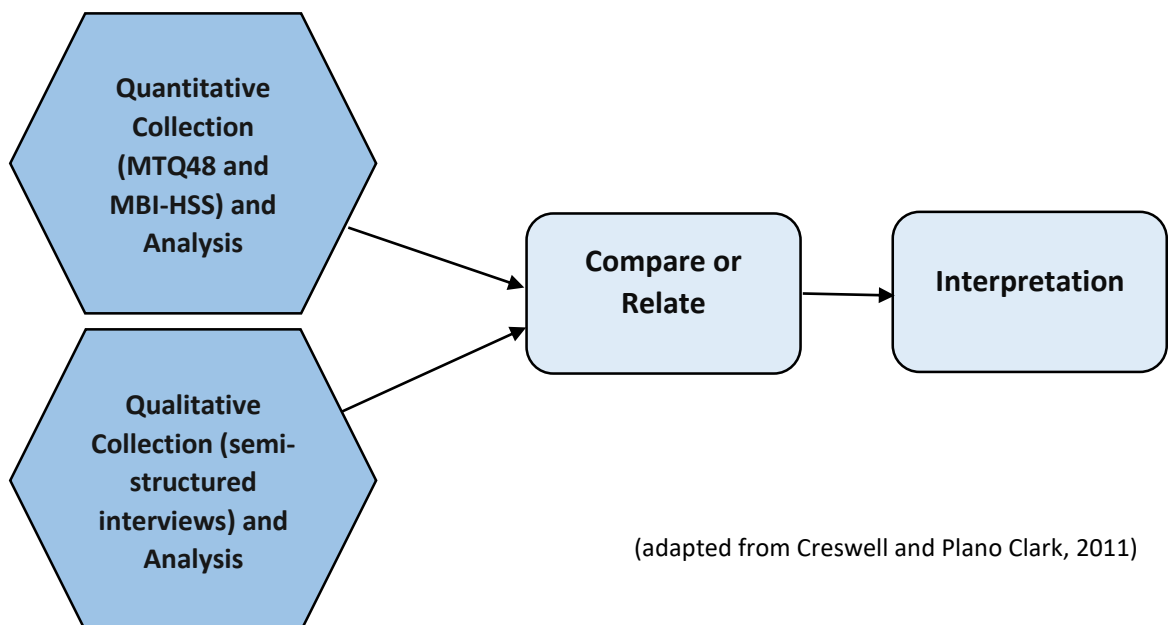 Quantitative
Collection
(MTQ48 and
MBI-HSS) and
Analysis
Compare or
Relate
Interpretation
Qualitative
Collection (semi-
structured
interviews) and
Analysis
(adapted from Creswell and Plano Clark, 2011)